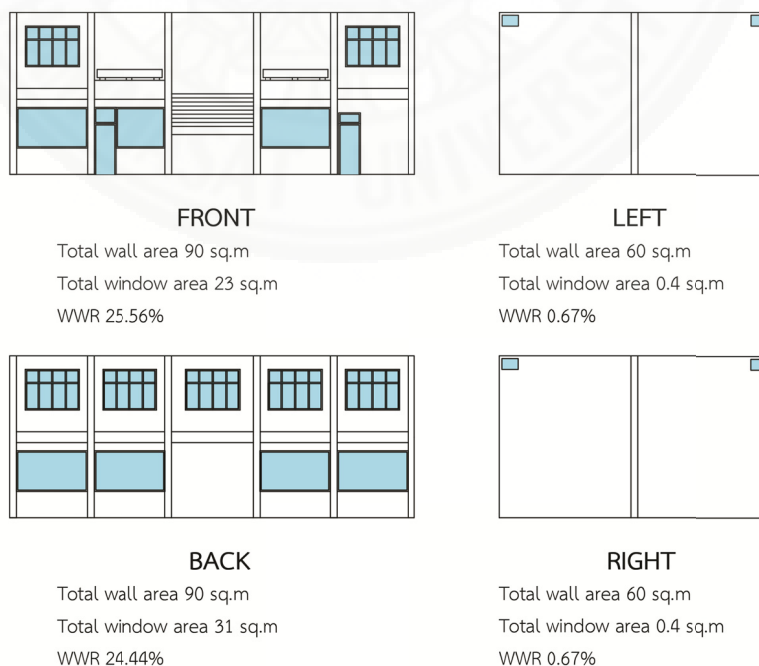 FRONT
Total wall area 90 sq.m
Total window area 23 sq.m
WWR 25.56%
LEFT
Total wall area 60 sq.m
Total window area 0.4 sq.m
WWR 0.67%
BACK
Total wall area 90 sq.m
Total window area 31 sq.m
WWR 24.44%
RIGHT
Total wall area 60 sq.m
Total window area 0.4 sq.m
WWR 0.67%